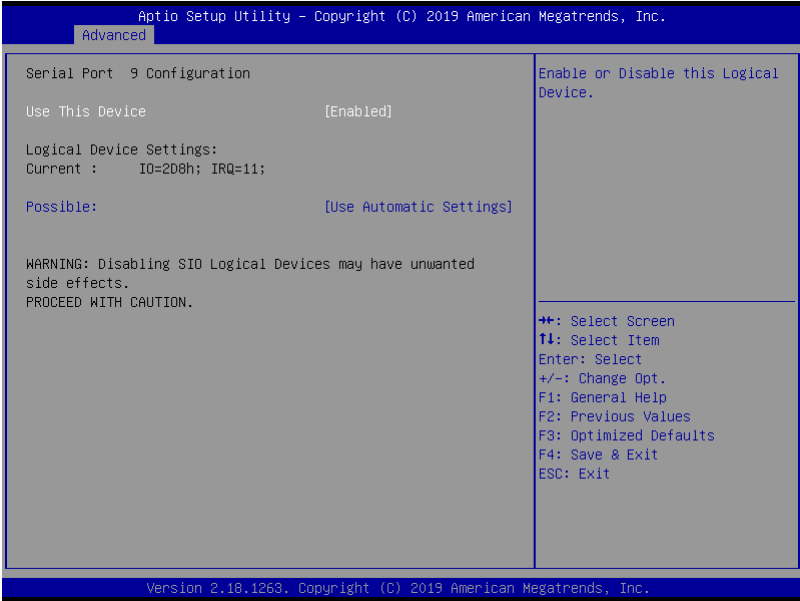 Aptio Setup Utility – Copyright (C) 2019 American Megatrends, Inc.
Advanced
Serial Port  9 Configuration
Use This Device [Enabled]
Logical Device Settings:
Current :  IO=2D8h; IRQ=11;
Possible: [Use Automatic Settings]
WARNING: Disabling SIO Logical Devices may have unwanted
side effects.
PROCEED WITH CAUTION.
Enable or Disable this Logical
Device.
→←: Select Screen
↑↓: Select Item
Enter: Select
+/-: Change Opt.
F1: General Help
F2: Previous Values
F3: Optimized Defaults
F4: Save & Exit
ESC: Exit
Version 2.18.1263. Copyright (C) 2019 American Megatrends, Inc.